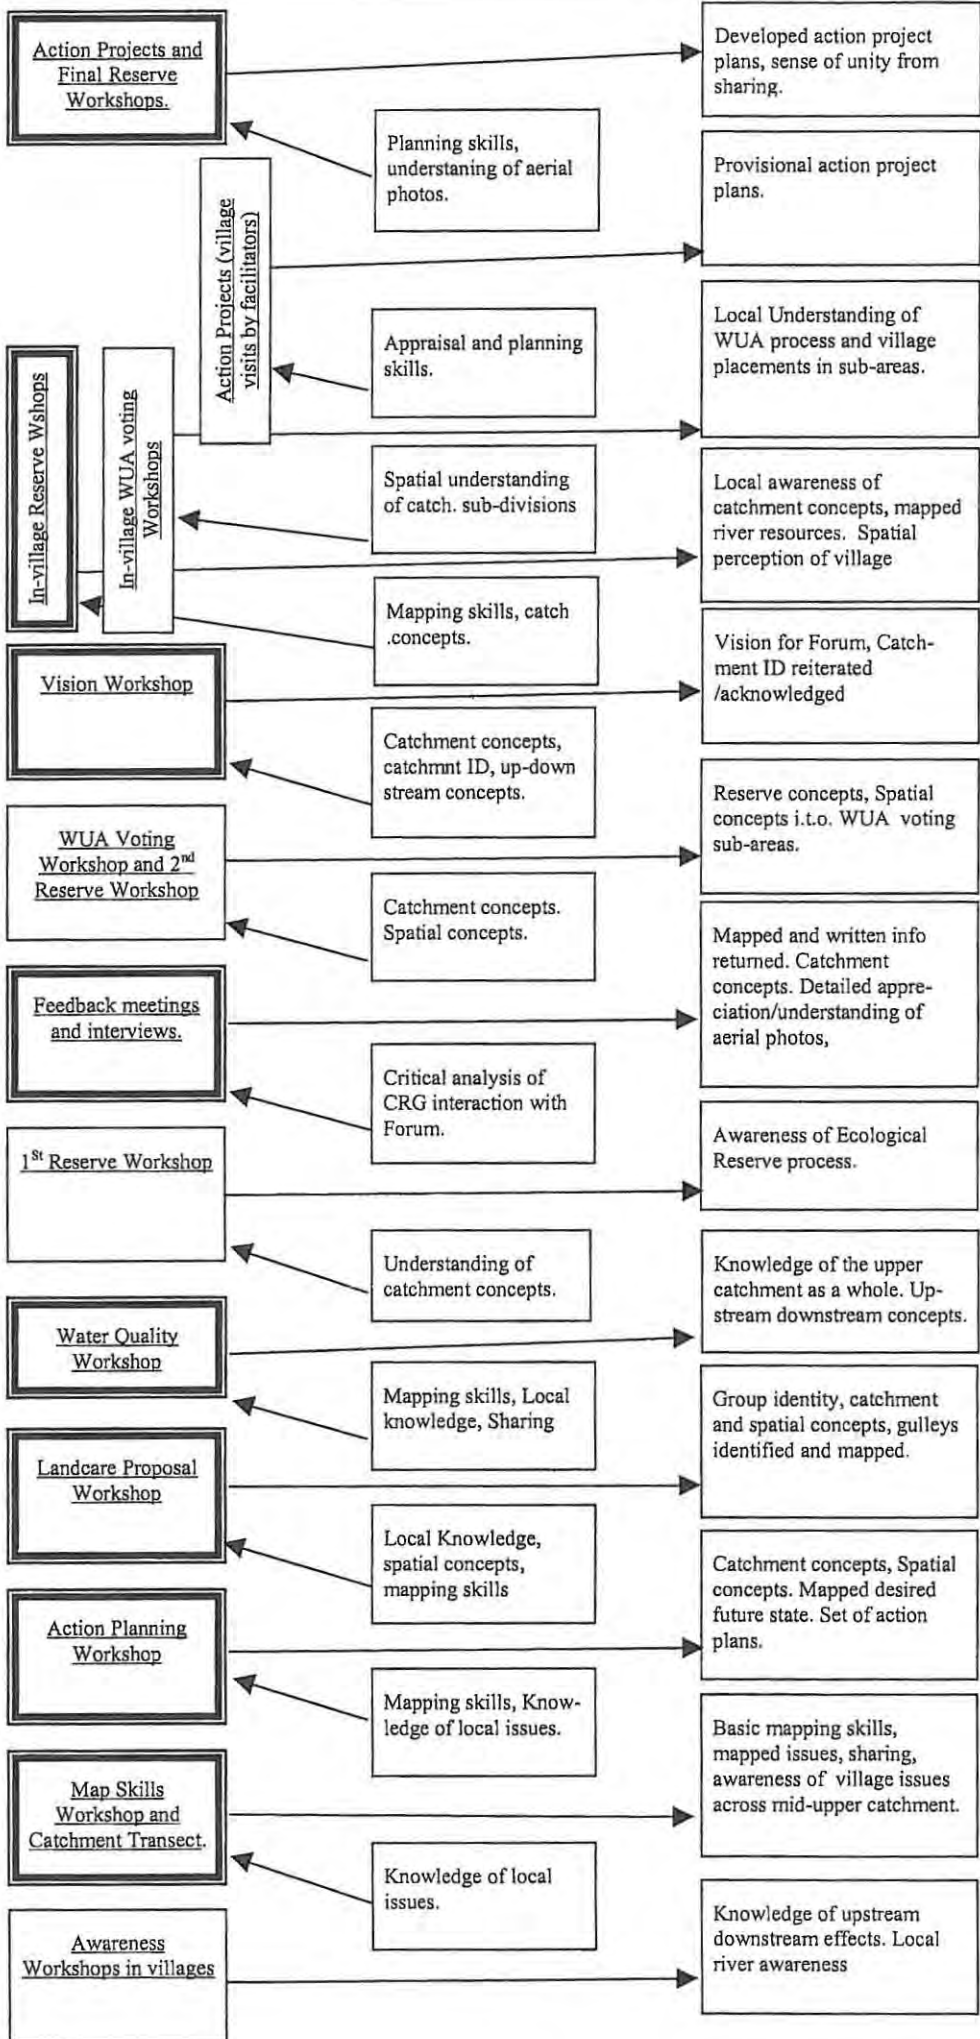 Action Projects and
Final Reserve
Workshops.
Developed action project
plans, sense of unity from
sharing.
Planning skills,
understaning of aerial
photos.
Provisional action project
plans.
Action Projects (village
visits by facilitators)
Appraisal and planning
skills.
Local Understanding of
WUA process and village
placements in sub-areas.
In-village Reserve Wshops
In-village WUA voting
Workshops
Spatial understanding
of catch. sub-divisions
Local awareness of
catchment concepts, mapped
river resources. Spatial
perception of village
Mapping skills, catch
.concepts.
Vision Workshop
Vision for Forum, Catch-
ment ID reiterated
/acknowledged
Catchment concepts,
catchmnt ID, up-down
stream concepts.
WUA Voting
Workshop and 2nd
Reserve Workshop
Reserve concepts, Spatial
concepts i.t.o. WUA voting
sub-areas.
Catchment concepts.
Spatial concepts.
Feedback meetings
and interviews.
Mapped and written info
returned. Catchment
concepts. Detailed appre-
ciation/understanding of
aerial photos,
Critical analysis of
CRG interaction with
Forum.
1St Reserve Workshop
Awareness of Ecological
Reserve process.
Understanding of
catchment concepts.
Knowledge of the upper
catchment as a whole. Up-
stream downstream concepts.
Water Quality
Workshop
Mapping skills, Local
knowledge, Sharing
Group identity, catchment
and spatial concepts, gulleys
identified and mapped.
Landcare Proposal
Workshop
Local Knowledge,
spatial concepts,
mapping skills
Catchment concepts, Spatial
concepts. Mapped desired
future state. Set of action
plans.
Action Planning
Workshop
Mapping skills, Know-
ledge of local issues.
Basic mapping skills,
mapped issues, sharing,
awareness of village issues
across mid-upper catchment.
Map Skills
Workshop and
Catchment Transect.
Knowledge of local
issues.
Awareness
Workshops in villages
Knowledge of upstream
downstream effects. Local
river awareness